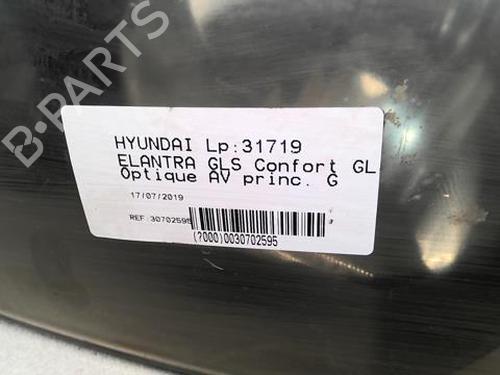 B-PARTS
HYUNDAI Lp:31719
ELANTRA GLS Confort GL
Optique AV princ. G
17/07/2019
REF:30702595
(7000)0030702595